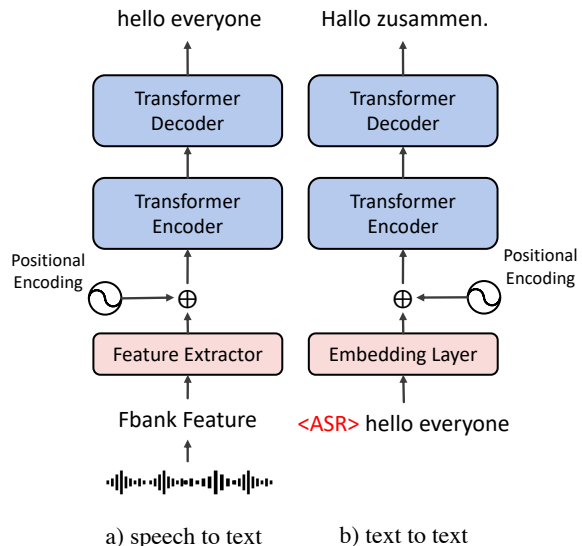 hello everyone
Transformer
Decoder
Transformer
Encoder
Positional
Encoding
Feature Extractor
Fbank Feature
a) speech to text
Hallo zusammen.
Transformer
Decoder
Transformer
Encoder
Positional
Encoding
Embedding Layer
<ASR> hello everyone
b) text to text